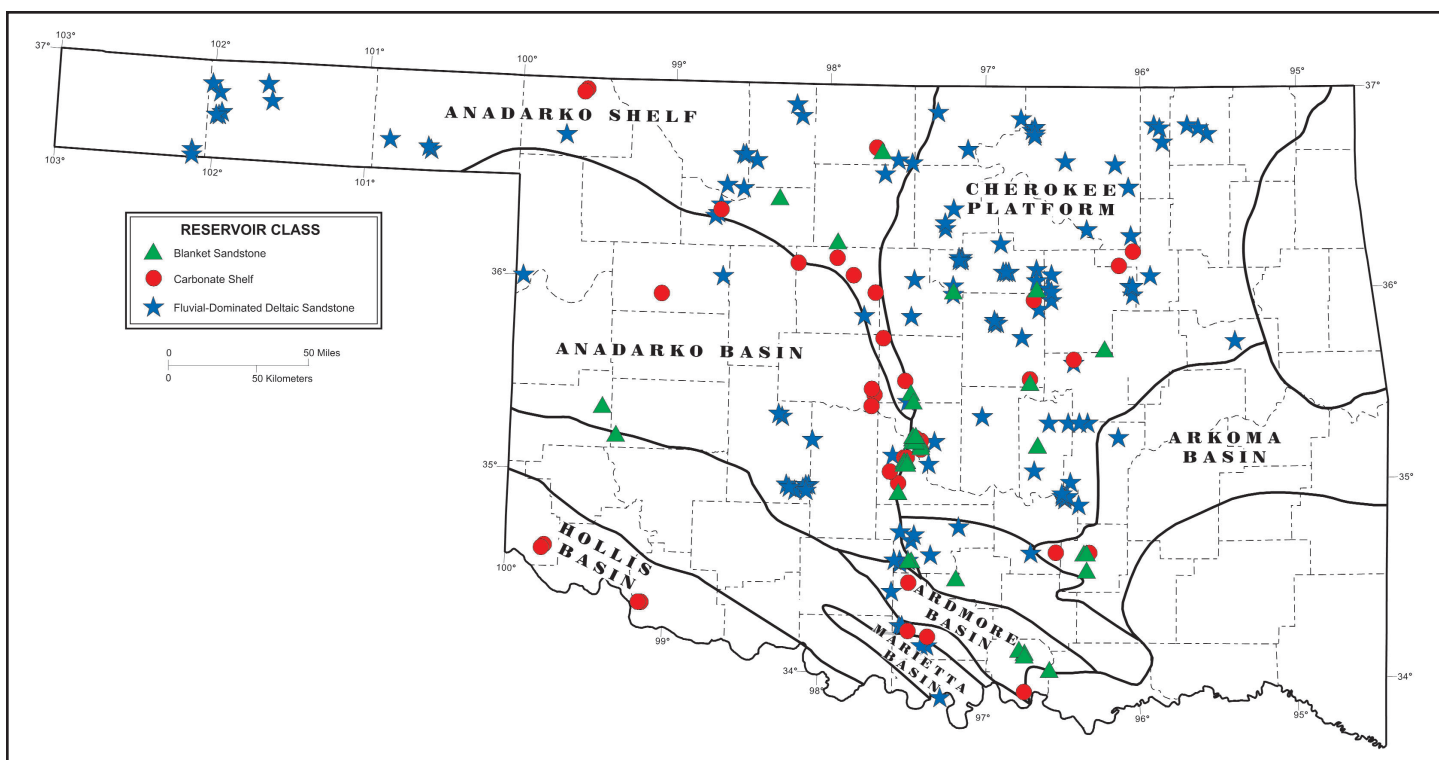 103°
37°
102°
101°
100°
99°
98°
97°
96°
95°
37°
ANADARKO SHELF
103°
102°
101°
CHEROKEE
PLATFORM
RESERVOIR CLASS
Blanket Sandstone
Carbonate Shelf
Fluvial-Dominated Deltaic Sandstone
36°
36°
0 50 Miles
0 50 Kilometers
ANADARKO BASIN
ARKOMA
BASIN
35°
35°
HOLLIS
BASIN
100°
ARDMORE
BASIN
MARIETTA
BASIN
99°
34°
98°
34°
97°
96°
95°